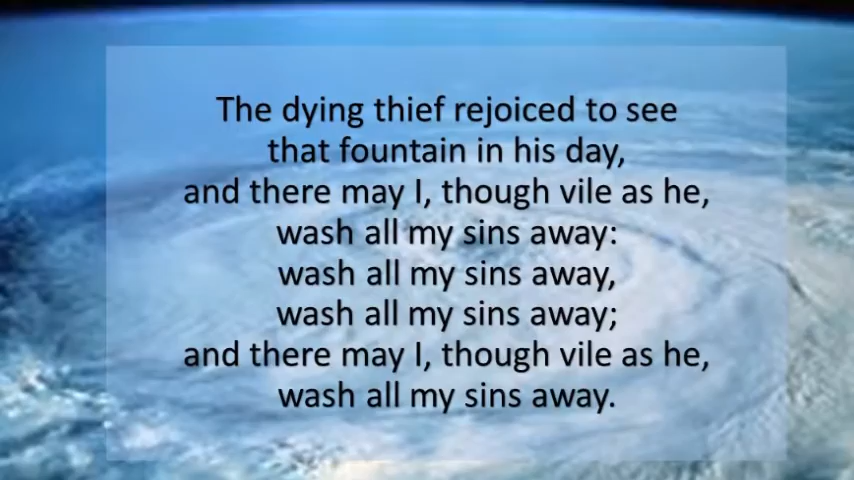 The dying thief rejoiced to see
that fountain in his day,
and there may I, though vile as he,
wash all my sins away:
wash all my sins away,
wash all my sins away;
and there may I, though vile as he,
wash all my sins away.